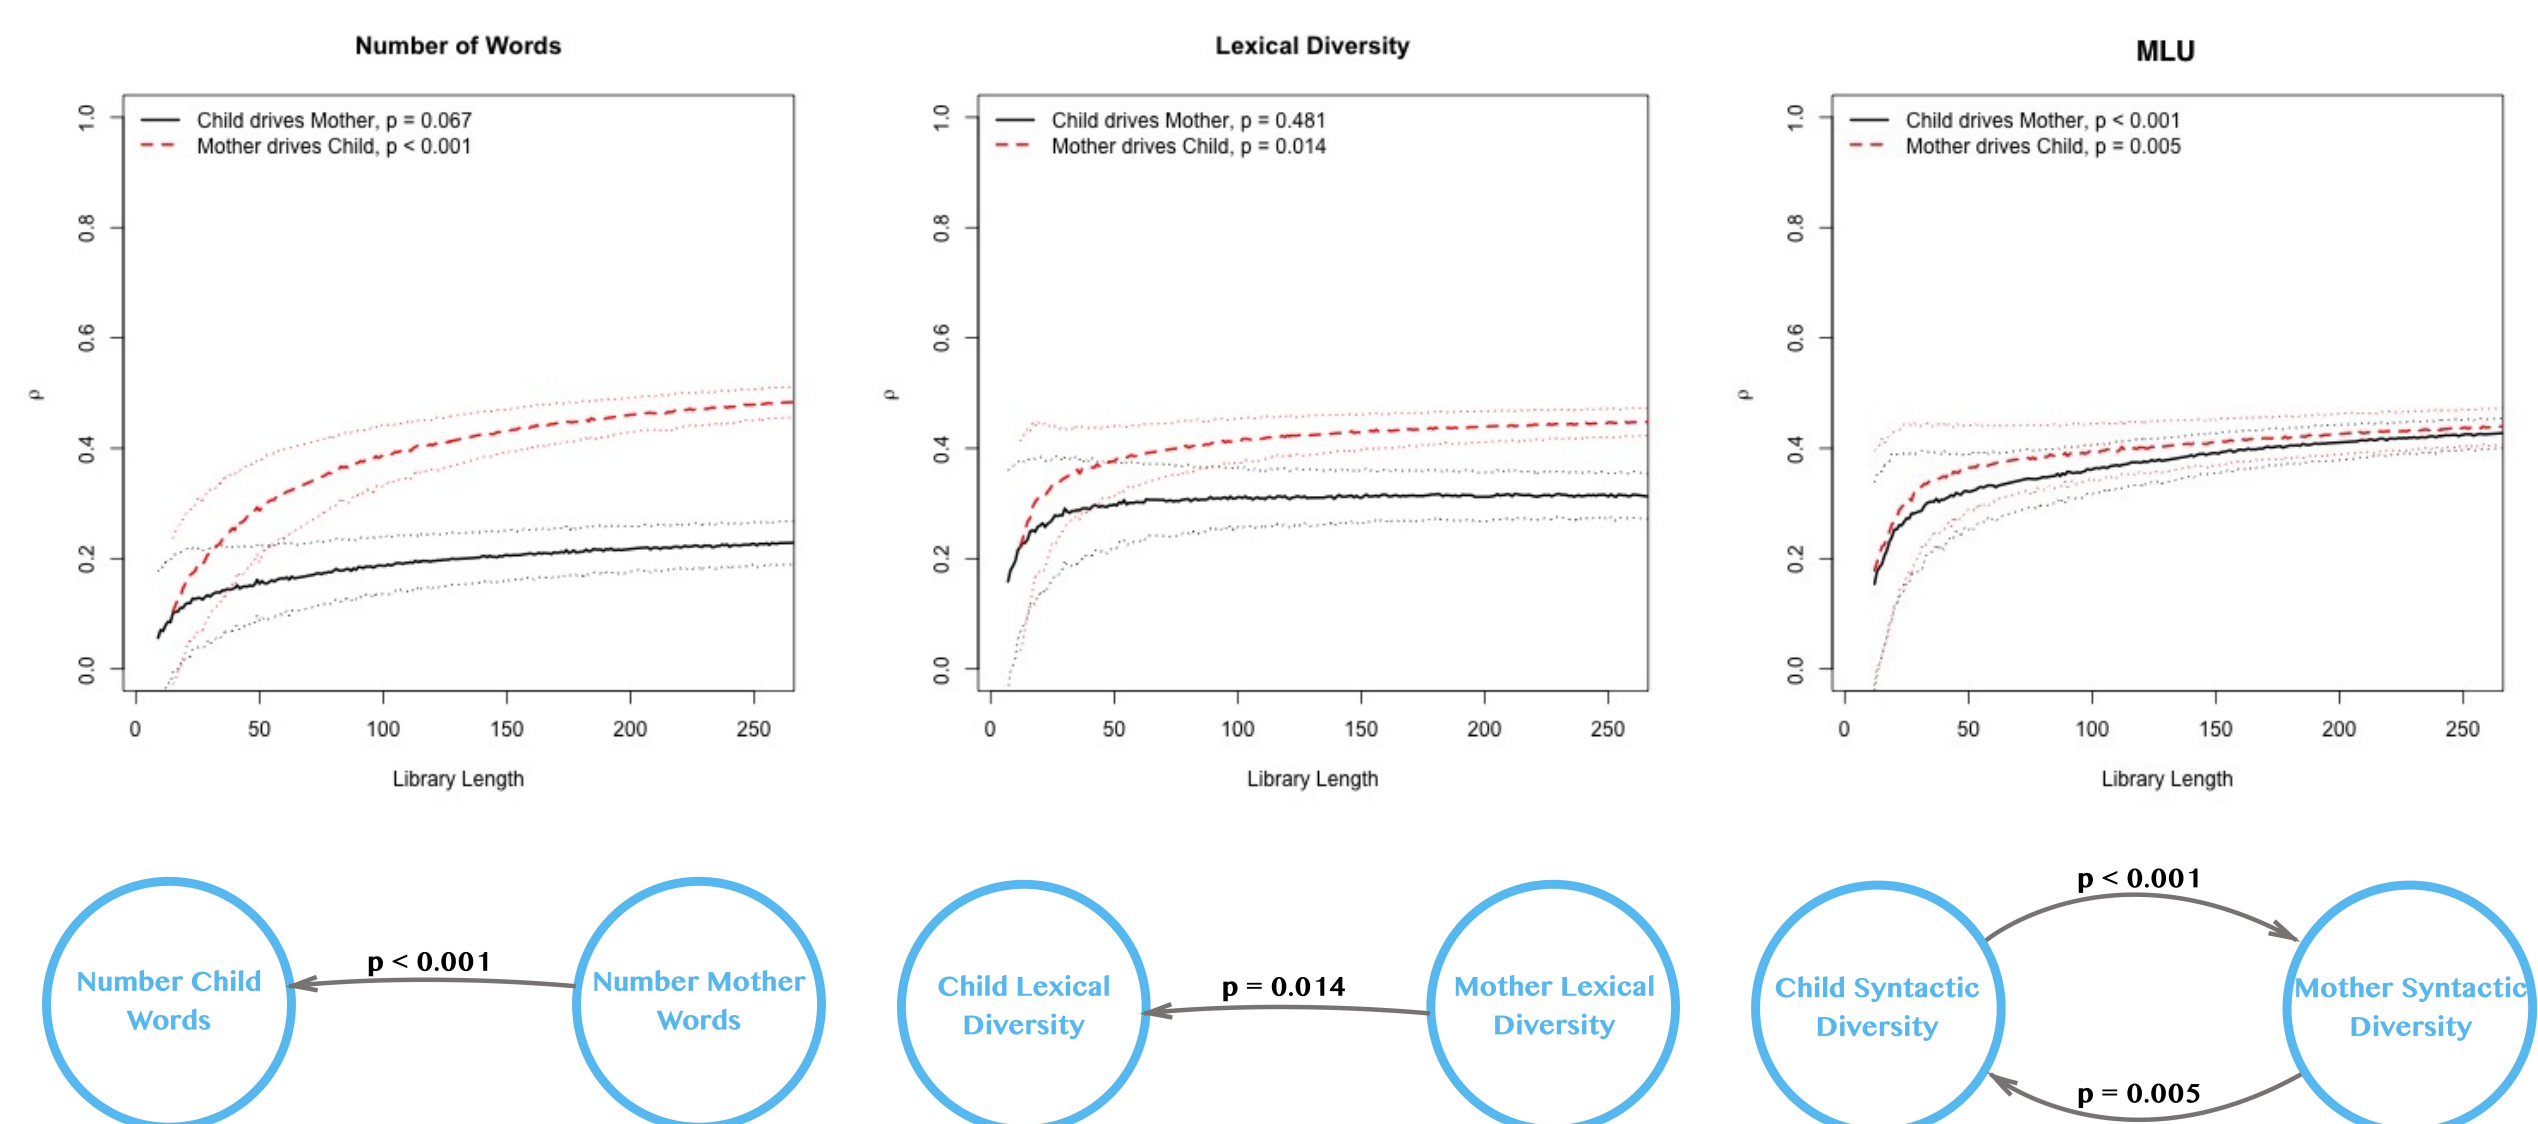 Number of Words
Child drives Mother, p = 0.067
Mother drives Child, p < 0.001
1.0
0.8
0.6
0.4
0.2
0.0
ρ
0 50 100 150 200 250
Library Length
Lexical Diversity
Child drives Mother, p = 0.481
Mother drives Child, p = 0.014
1.0
0.8
0.6
0.4
0.2
0.0
ρ
0 50 100 150 200 250
Library Length
MLU
Child drives Mother, p < 0.001
Mother drives Child, p = 0.005
1.0
0.8
0.6
0.4
0.2
0.0
ρ
0 50 100 150 200 250
Library Length
Number Child
Words
p < 0.001
Number Mother
Words
Child Lexical
Diversity
p = 0.014
Mother Lexical
Diversity
Child Syntactic
Diversity
p < 0.001
p = 0.005
Mother Syntactic
Diversity